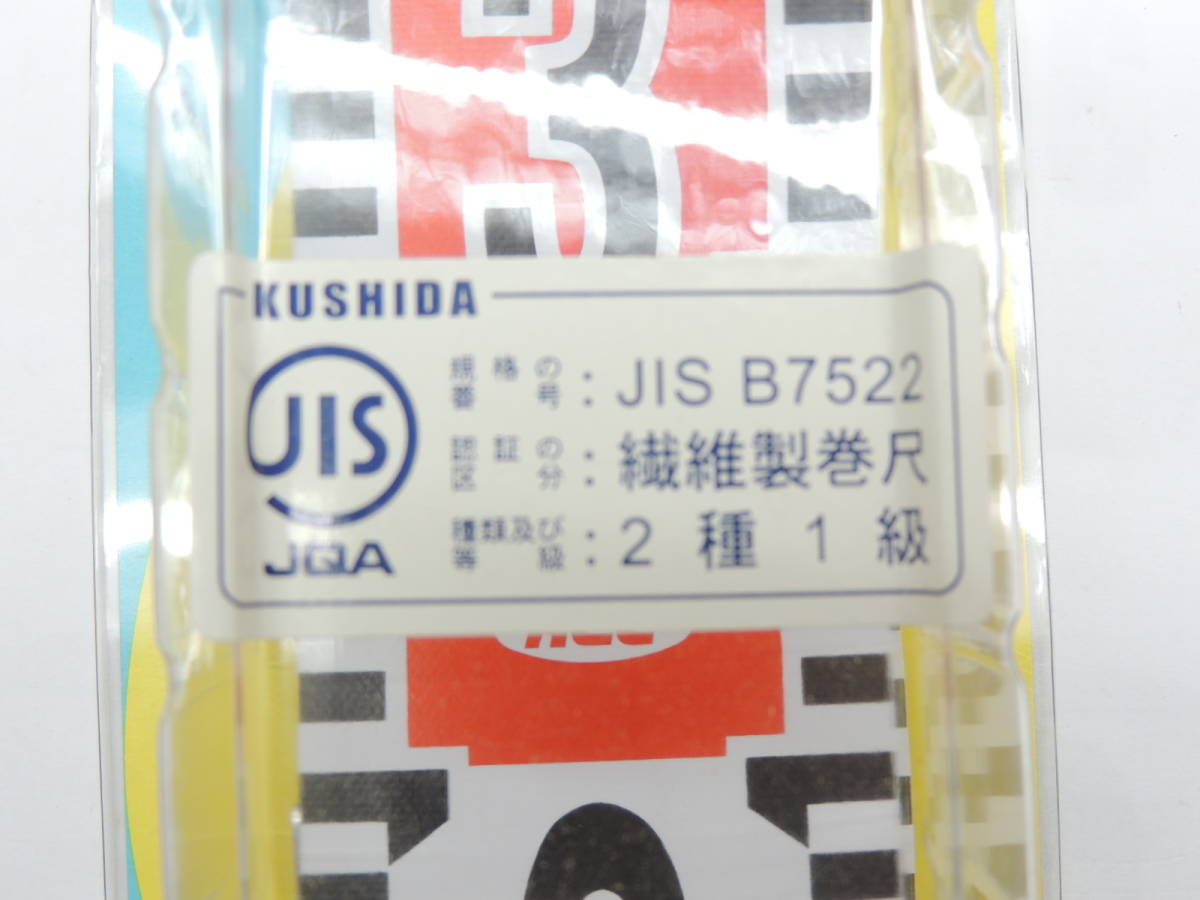 3
KUSHIDA
JIS
JQA
規格の番号:JIS B7522
認証の区分:繊維製巻尺
種類及び等級:2種1級